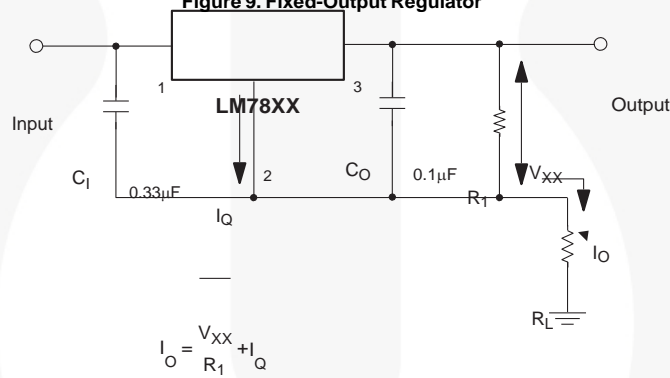 Figure 9. Fixed-Output Regulator
1
3
LM78XX
Input
Output
CI
0.33μF
2
CO
0.1μF
VXX
R1
IQ
IO
RL
IO = VXX / R1 +IQ